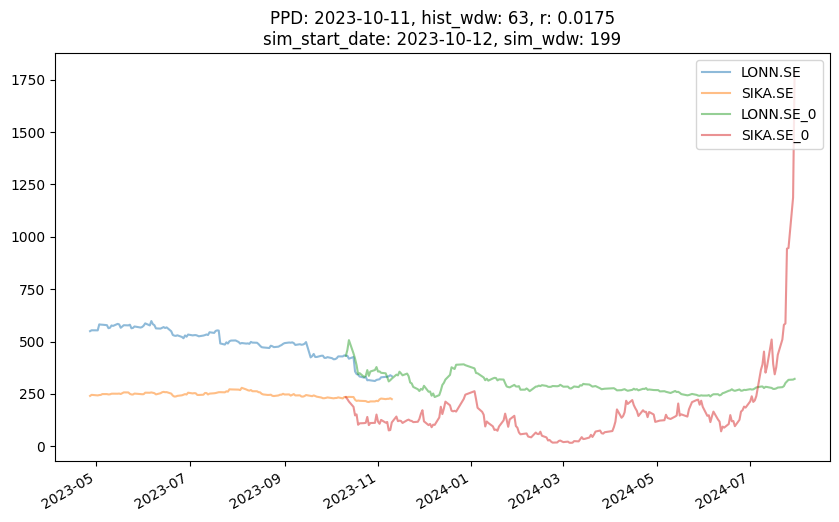 PPD: 2023-10-11, hist_wdw: 63, r: 0.0175
sim_start_date: 2023-10-12, sim_wdw: 199
1750
1500
1250
1000
750
500
250
0
LONN.SE
SIKA.SE
LONN.SE_0
SIKA.SE_0
2023-05
2023-07
2023-09
2023-11
2024-01
2024-03
2024-05
2024-07